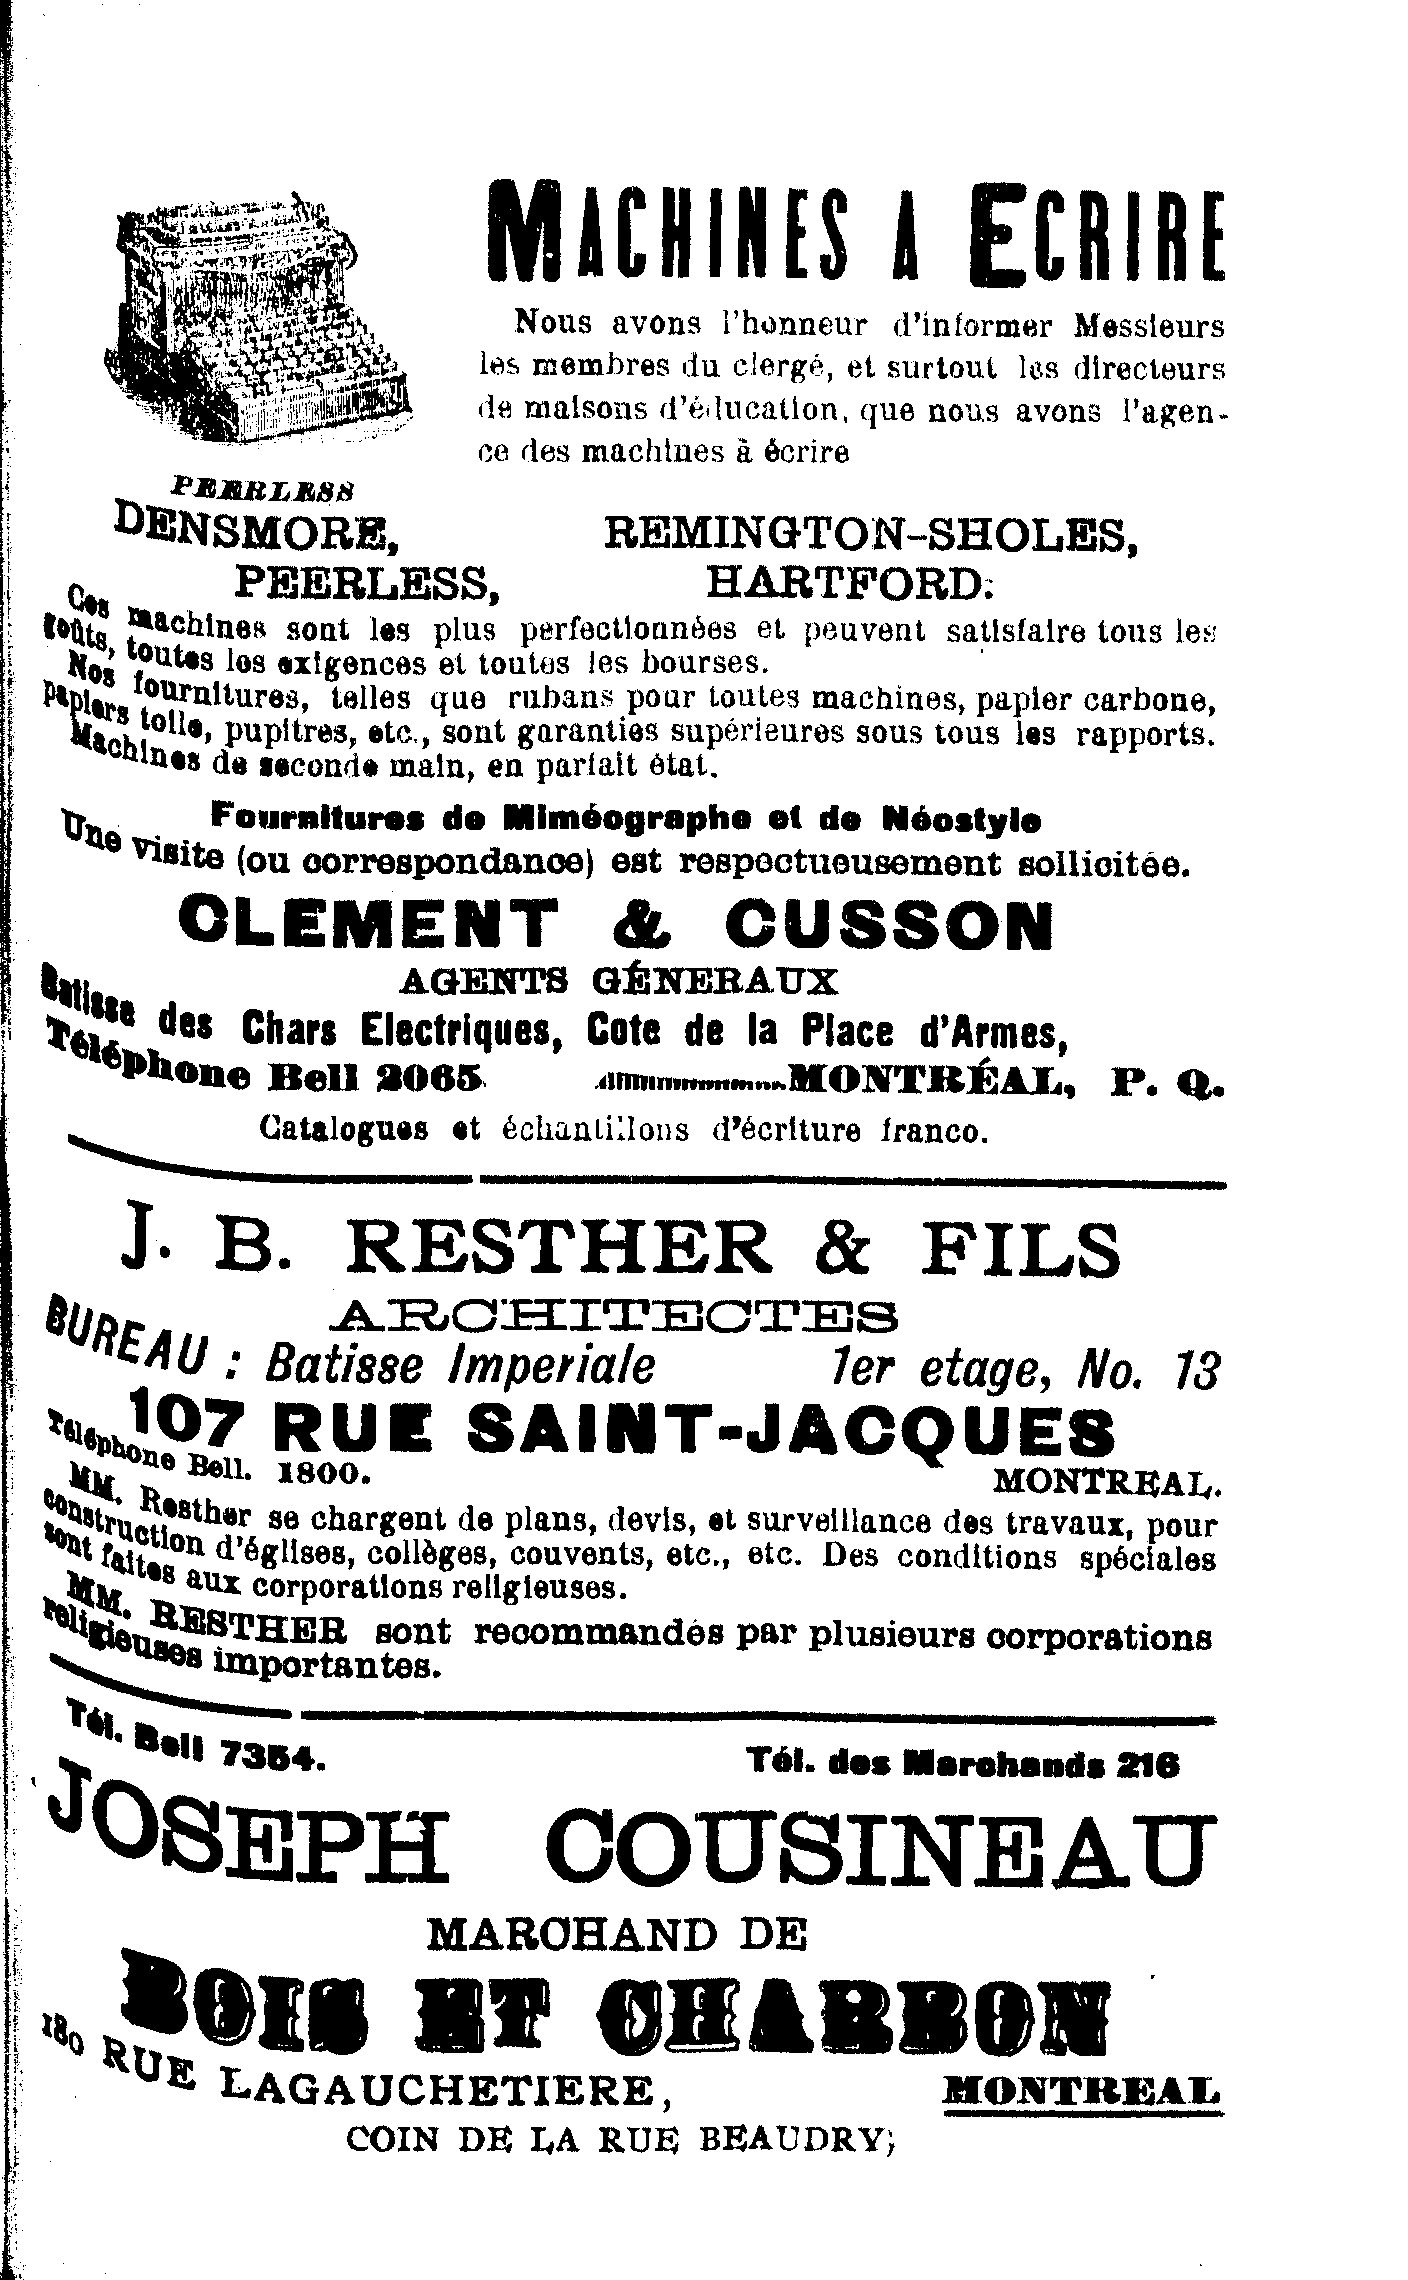 MACHINES A ECRIRE
Nous avons l'honneur d'informer Messieurs
les membres du clergé, et surtout les directeurs
de maisons d'éducation, que nous avons l'agen-
ce des machines à écrire
PEERLESS
DENSMORE, REMINGTON-SHOLES,
PEERLESS, HARTFORD.
Ces machines sont les plus perfectionnées et peuvent satisfaire tous les
goûts, toutes les exigences et toutes les bourses.
Nos fournitures, telles que rubans pour toutes machines, papier carbone,
papiers toile, pupitres, etc., sont garanties supérieures sous tous les rapports.
Machines de seconde main, en parfait état.
Fournitures de Miméographe et de Néostyle
Une visite (ou correspondance) est respectueusement sollicitée.
CLEMENT & CUSSON
AGENTS GÉNERAUX
Batisse des Chars Electriques, Cote de la Place d'Armes,
Téléphone Bell 2065 MONTRÉAL, P. Q.
Catalogues et échantillons d'écriture franco.
J. B. RESTHER & FILS
ARCHITECTES
BUREAU : Batisse Imperiale 1er etage, No. 13
107 RUE SAINT-JACQUES
Téléphone Bell. 1800. MONTREAL.
MM. Resther se chargent de plans, devis, et surveillance des travaux, pour
construction d'églises, collèges, couvents, etc., etc. Des conditions spéciales
sont faites aux corporations religieuses.
MM. RESTHER sont recommandés par plusieurs corporations
religieuses importantes.
Tél. Bell 7354. Tél. des Marchands 216
JOSEPH COUSINEAU
MARCHAND DE
BOIS ET CHARBON
180 RUE LAGAUCHETIERE, MONTREAL
COIN DE LA RUE BEAUDRY;